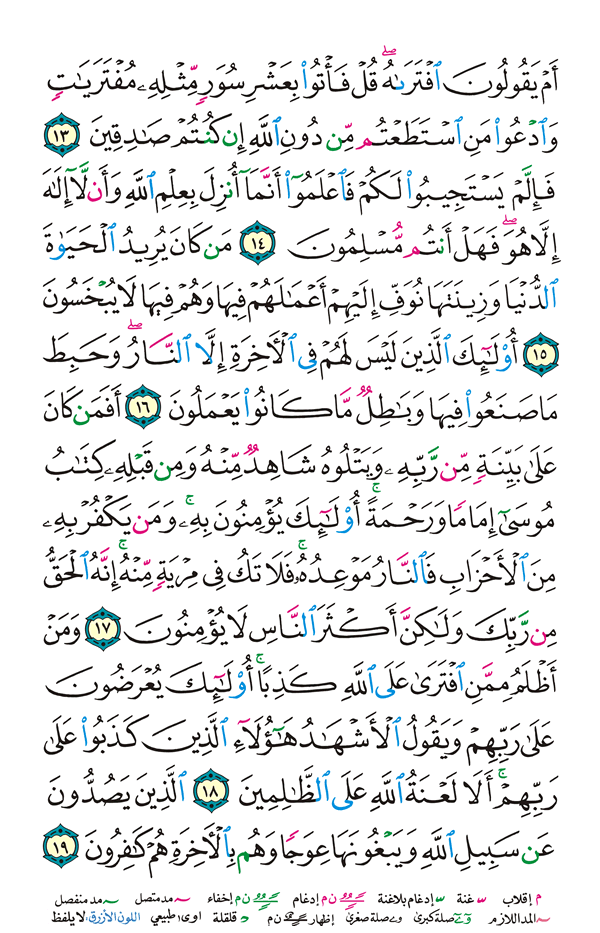 أَمْ يَقُولُونَ ٱفْتَرَىٰهُ ۖ قُلْ فَأْتُوا۟ بِعَشْرِ سُوَرٍ مِّثْلِهِۦ مُفْتَرَيَٰتٍ
وَٱدْعُوا۟ مَنِ ٱسْتَطَعْتُم مِّن دُونِ ٱللَّهِ إِن كُنتُمْ صَٰدِقِينَ ١٣
فَإِلَّمْ يَسْتَجِيبُوا۟ لَكُمْ فَٱعْلَمُوٓا۟ أَنَّمَآ أُنزِلَ بِعِلْمِ ٱللَّهِ وَأَن لَّآ إِلَٰهَ
إِلَّا هُوَ ۖ فَهَلْ أَنتُم مُّسْلِمُونَ ١٤ مَن كَانَ يُرِيدُ ٱلْحَيَوٰةَ
ٱلدُّنْيَا وَزِينَتَهَا نُوَفِّ إِلَيْهِمْ أَعْمَٰلَهُمْ فِيهَا وَهُمْ فِيهَا لَا يُبْخَسُونَ
١٥ أُو۟لَٰٓئِكَ ٱلَّذِينَ لَيْسَ لَهُمْ فِى ٱلْءَاخِرَةِ إِلَّا ٱلنَّارُ ۖ وَحَبِطَ
مَا صَنَعُوا۟ فِيهَا وَبَٰطِلٌ مَّا كَانُوا۟ يَعْمَلُونَ ١٦ أَفَمَن كَانَ
عَلَىٰ بَيِّنَةٍ مِّن رَّبِّهِۦ وَيَتْلُوهُ شَاهِدٌ مِّنْهُ وَمِن قَبْلِهِۦ كِتَٰبُ
مُوسَىٰٓ إِمَامًا وَرَحْمَةً ۚ أُو۟لَٰٓئِكَ يُؤْمِنُونَ بِهِۦ ۚ وَمَن يَكْفُرْ بِهِۦ
مِنَ ٱلْأَحْزَابِ فَٱلنَّارُ مَوْعِدُهُۥ ۚ فَلَا تَكُ فِى مِرْيَةٍ مِّنْهُ ۚ إِنَّهُ ٱلْحَقُّ
مِن رَّبِّكَ وَلَٰكِنَّ أَكْثَرَ ٱلنَّاسِ لَا يُؤْمِنُونَ ١٧ وَمَنْ
أَظْلَمُ مِمَّنِ ٱفْتَرَىٰ عَلَى ٱللَّهِ كَذِبًا ۚ أُو۟لَٰٓئِكَ يُعْرَضُونَ
عَلَىٰ رَبِّهِمْ وَيَقُولُ ٱلْأَشْهَٰدُ هَٰٓؤُلَآءِ ٱلَّذِينَ كَذَبُوا۟ عَلَىٰ
رَبِّهِمْ ۚ أَلَا لَعْنَةُ ٱللَّهِ عَلَى ٱلظَّٰلِمِينَ ١٨ ٱلَّذِينَ يَصُدُّونَ
عَن سَبِيلِ ٱللَّهِ وَيَبْغُونَهَا عِوَجًا وَهُم بِٱلْءَاخِرَةِ هُمْ كَٰفِرُونَ ١٩
م إقلاب غنة إدغام بلاغنة ن م إدغام ن م إخفاء مد متصل مد منفصل
المد اللازم صلة كبرى صلة صغرى إظهار ن م قلقلة اوى طبيعي اللون الأزرق: لا يلفظ